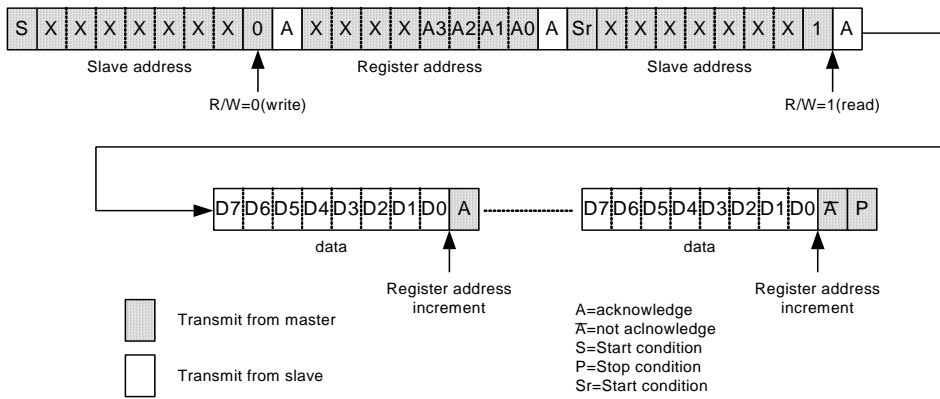 S X X X X X X X 0 A X X X X A3 A2 A1 A0 A Sr X X X X X X X 1 A
Slave address Register address Slave address
R/W=0(write) R/W=1(read)
D7 D6 D5 D4 D3 D2 D1 D0 A D7 D6 D5 D4 D3 D2 D1 D0 A̅ P
data data
Register address
increment
Register address
increment
Transmit from master
Transmit from slave
A=acknowledge
A̅=not aclnowledge
S=Start condition
P=Stop condition
Sr=Start condition